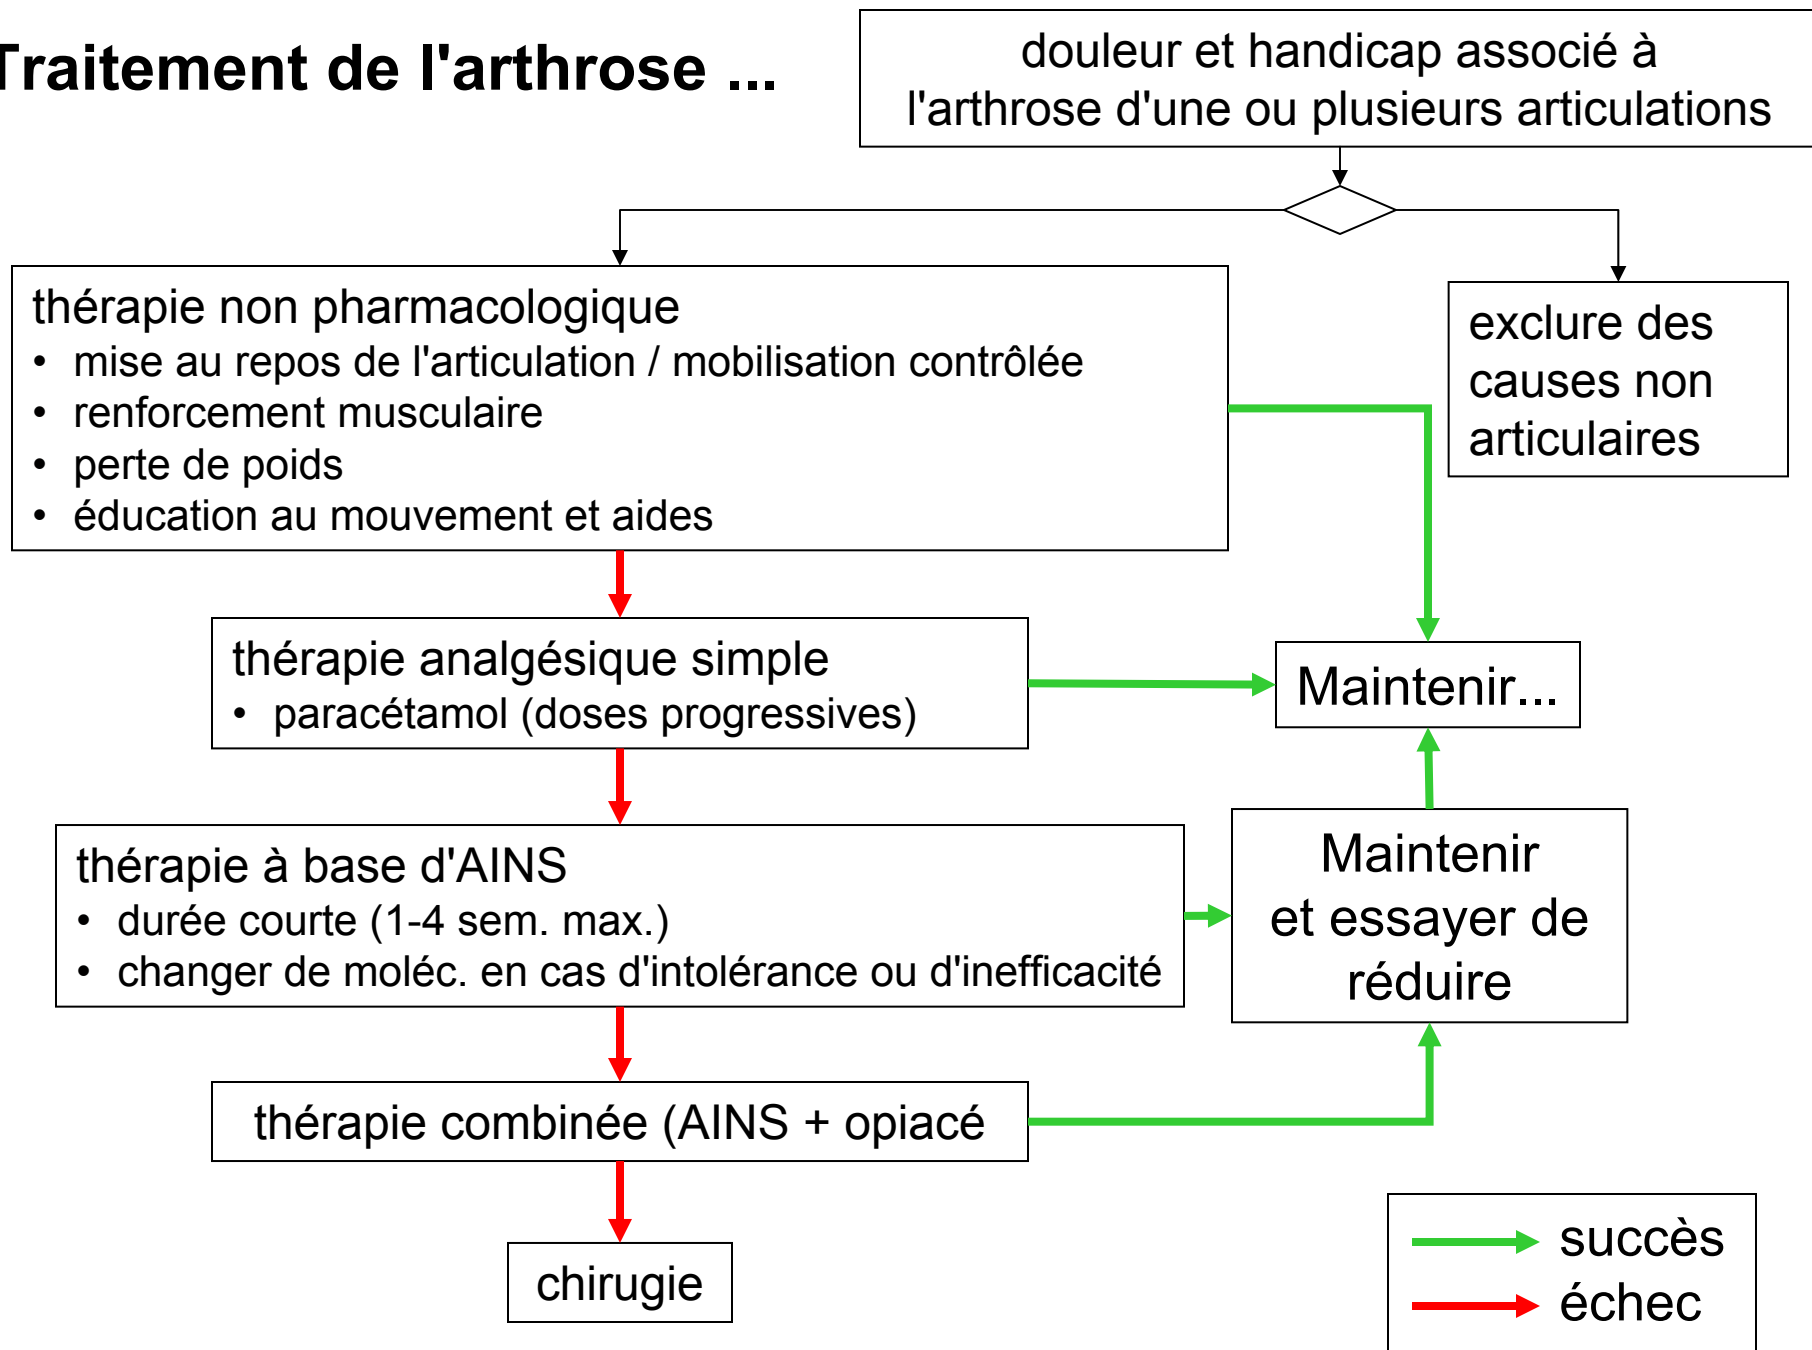 Traitement de l'arthrose ...
douleur et handicap associé à
l'arthrose d'une ou plusieurs articulations
thérapie non pharmacologique
• mise au repos de l'articulation / mobilisation contrôlée
• renforcement musculaire
• perte de poids
• éducation au mouvement et aides
exclure des
causes non
articulaires
thérapie analgésique simple
• paracétamol (doses progressives)
Maintenir...
thérapie à base d'AINS
• durée courte (1-4 sem. max.)
• changer de moléc. en cas d'intolérance ou d'inefficacité
Maintenir
et essayer de
réduire
thérapie combinée (AINS + opiacé
chirugie
succès
échec